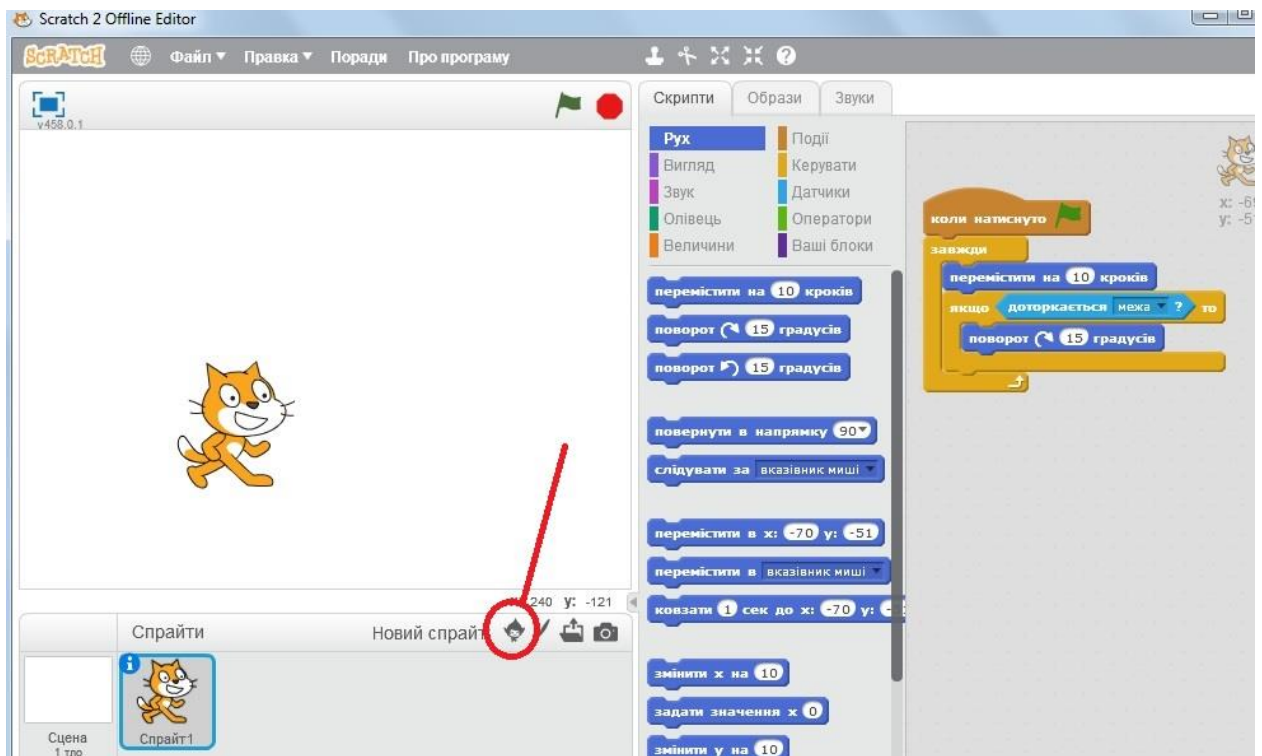 Scratch 2 Offline Editor
SCRATCH Файл Правка Поради Про програму
v458.0.1
Скрипти Образи Звуки
Рух Події
Вигляд Керувати
Звук Датчики
Олівець Оператори
Величини Ваші блоки
перемістити на 10 кроків
поворот 15 градусів
поворот 15 градусів
повернути в напрямку 90
слідувати за вказівник миші
перемістити в x: -70 y: -51
перемістити в вказівник миші
ковзати 1 сек до x: -70 y:
змінити x на 10
задати значення x 0
змінити y на 10
коли натиснуто
завжди
перемістити на 10 кроків
якщо доторкається межа ? то
поворот 15 градусів
x:
y:
240 y: -121
Спрайти Новий спрайт
Сцена
1 тло
Спрайт1